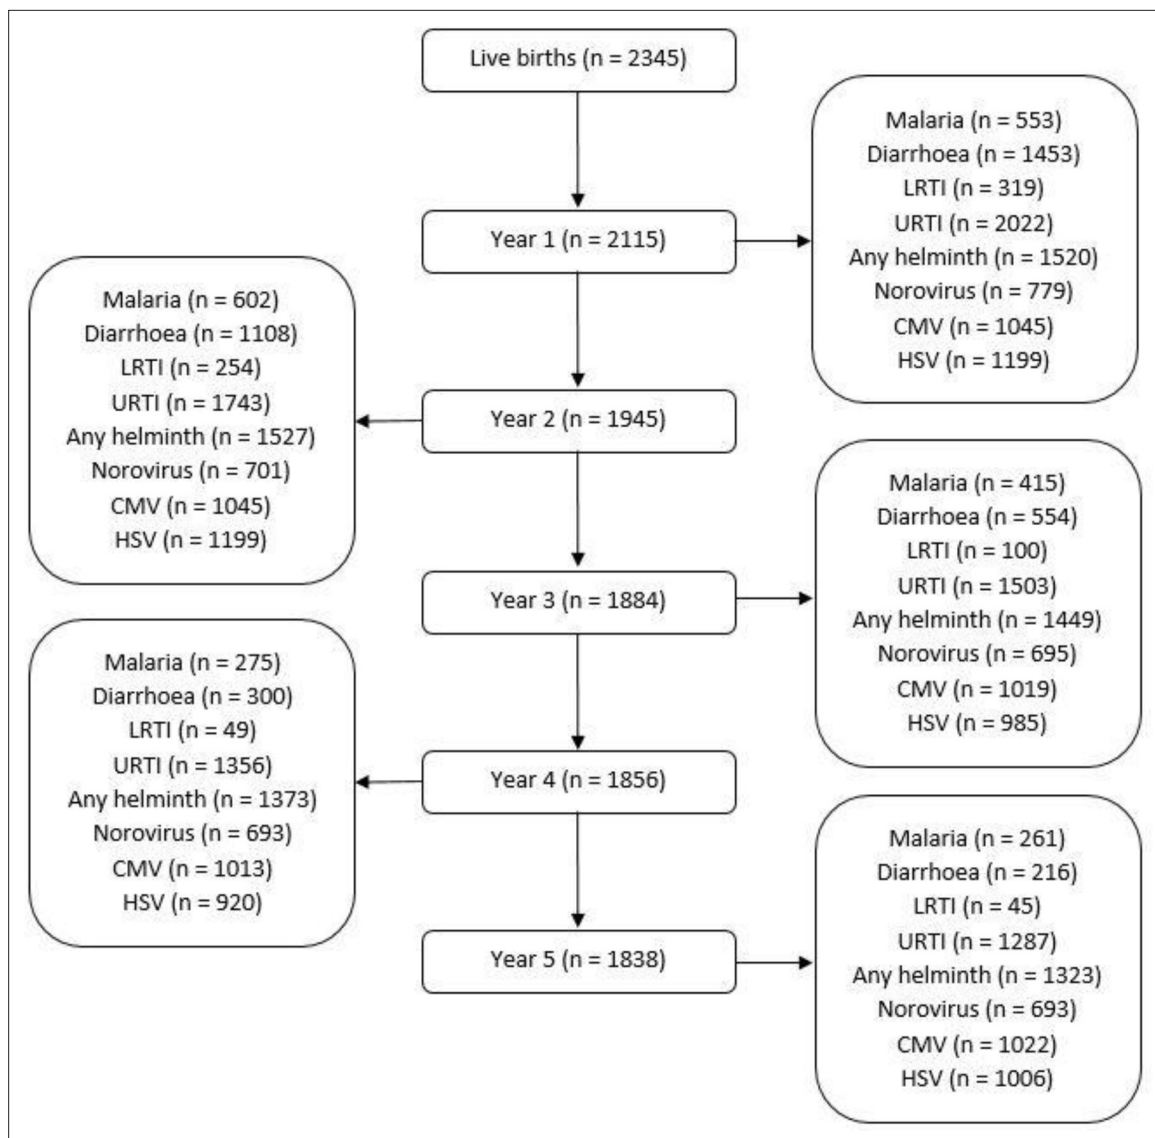 Live births (n = 2345)
Year 1 (n = 2115)
Malaria (n = 553)
Diarrhoea (n = 1453)
LRTI (n = 319)
URTI (n = 2022)
Any helminth (n = 1520)
Norovirus (n = 779)
CMV (n = 1045)
HSV (n = 1199)
Year 2 (n = 1945)
Malaria (n = 602)
Diarrhoea (n = 1108)
LRTI (n = 254)
URTI (n = 1743)
Any helminth (n = 1527)
Norovirus (n = 701)
CMV (n = 1045)
HSV (n = 1199)
Year 3 (n = 1884)
Malaria (n = 415)
Diarrhoea (n = 554)
LRTI (n = 100)
URTI (n = 1503)
Any helminth (n = 1449)
Norovirus (n = 695)
CMV (n = 1019)
HSV (n = 985)
Year 4 (n = 1856)
Malaria (n = 275)
Diarrhoea (n = 300)
LRTI (n = 49)
URTI (n = 1356)
Any helminth (n = 1373)
Norovirus (n = 693)
CMV (n = 1013)
HSV (n = 920)
Year 5 (n = 1838)
Malaria (n = 261)
Diarrhoea (n = 216)
LRTI (n = 45)
URTI (n = 1287)
Any helminth (n = 1323)
Norovirus (n = 693)
CMV (n = 1022)
HSV (n = 1006)